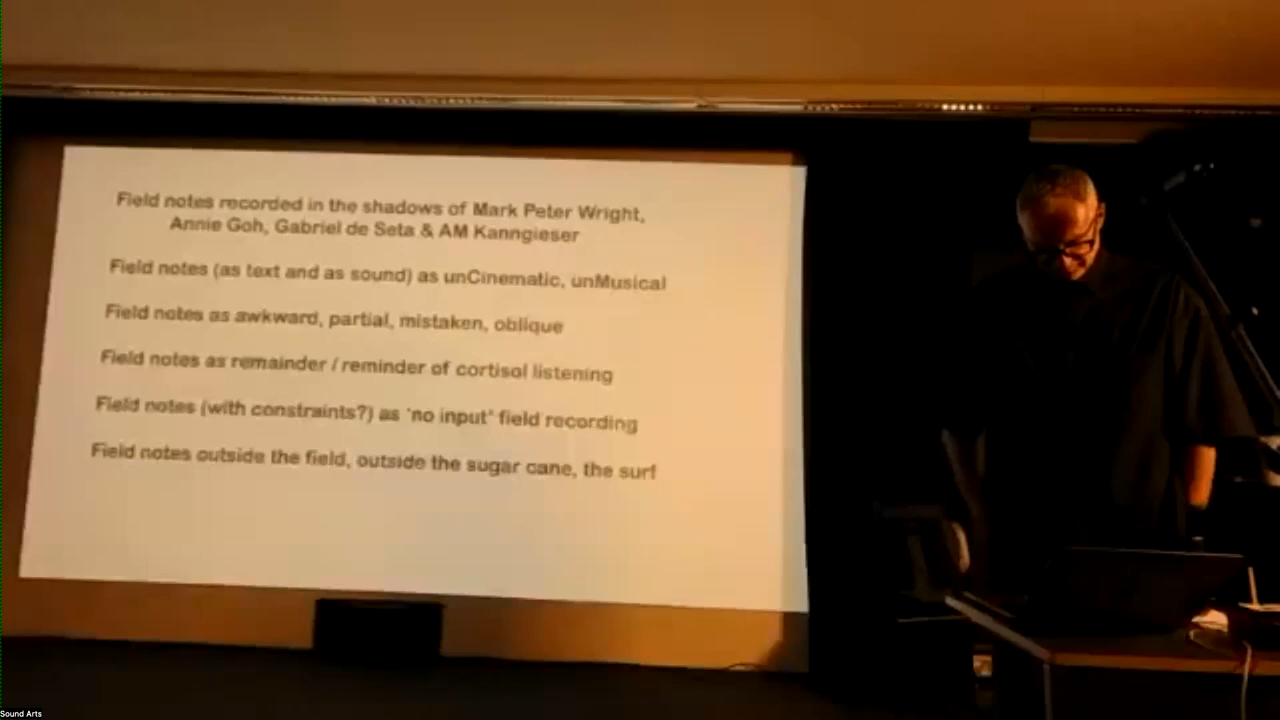 Field notes recorded in the shadows of Mark Peter Wright,
Annie Goh, Gabriel de Seta & AM Kanngieser
Field notes (as text and as sound) as unCinematic, unMusical
Field notes as awkward, partial, mistaken, oblique
Field notes as remainder / reminder of cortisol listening
Field notes (with constraints?) as 'no input' field recording
Field notes outside the field, outside the sugar cane, the surf
Sound Arts